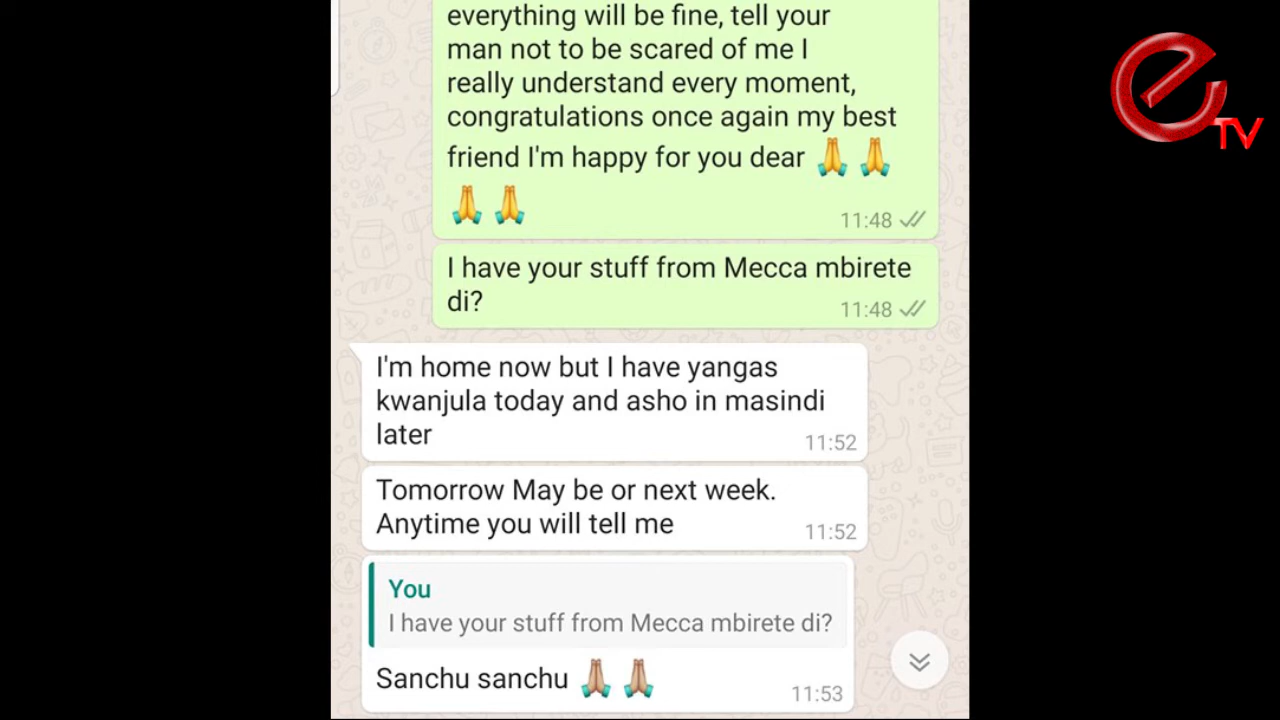 everything will be fine, tell your
man not to be scared of me I
really understand every moment,
congratulations once again my best
friend I'm happy for you dear 🙏 🙏
🙏 🙏
11:48
I have your stuff from Mecca mbirete
di?
11:48
I'm home now but I have yangas
kwanjula today and asho in masindi
later
11:52
Tomorrow May be or next week.
Anytime you will tell me
11:52
You
I have your stuff from Mecca mbirete di?
Sanchu sanchu 🙏🏽 🙏🏽
11:53
e TV